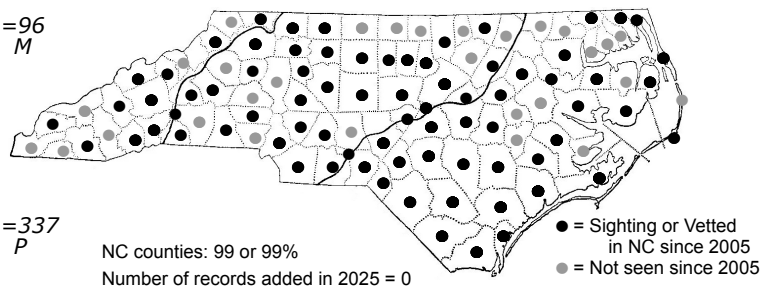 =96
M
=337
P
NC counties: 99 or 99%
Number of records added in 2025 = 0
● = Sighting or Vetted
in NC since 2005
● = Not seen since 2005